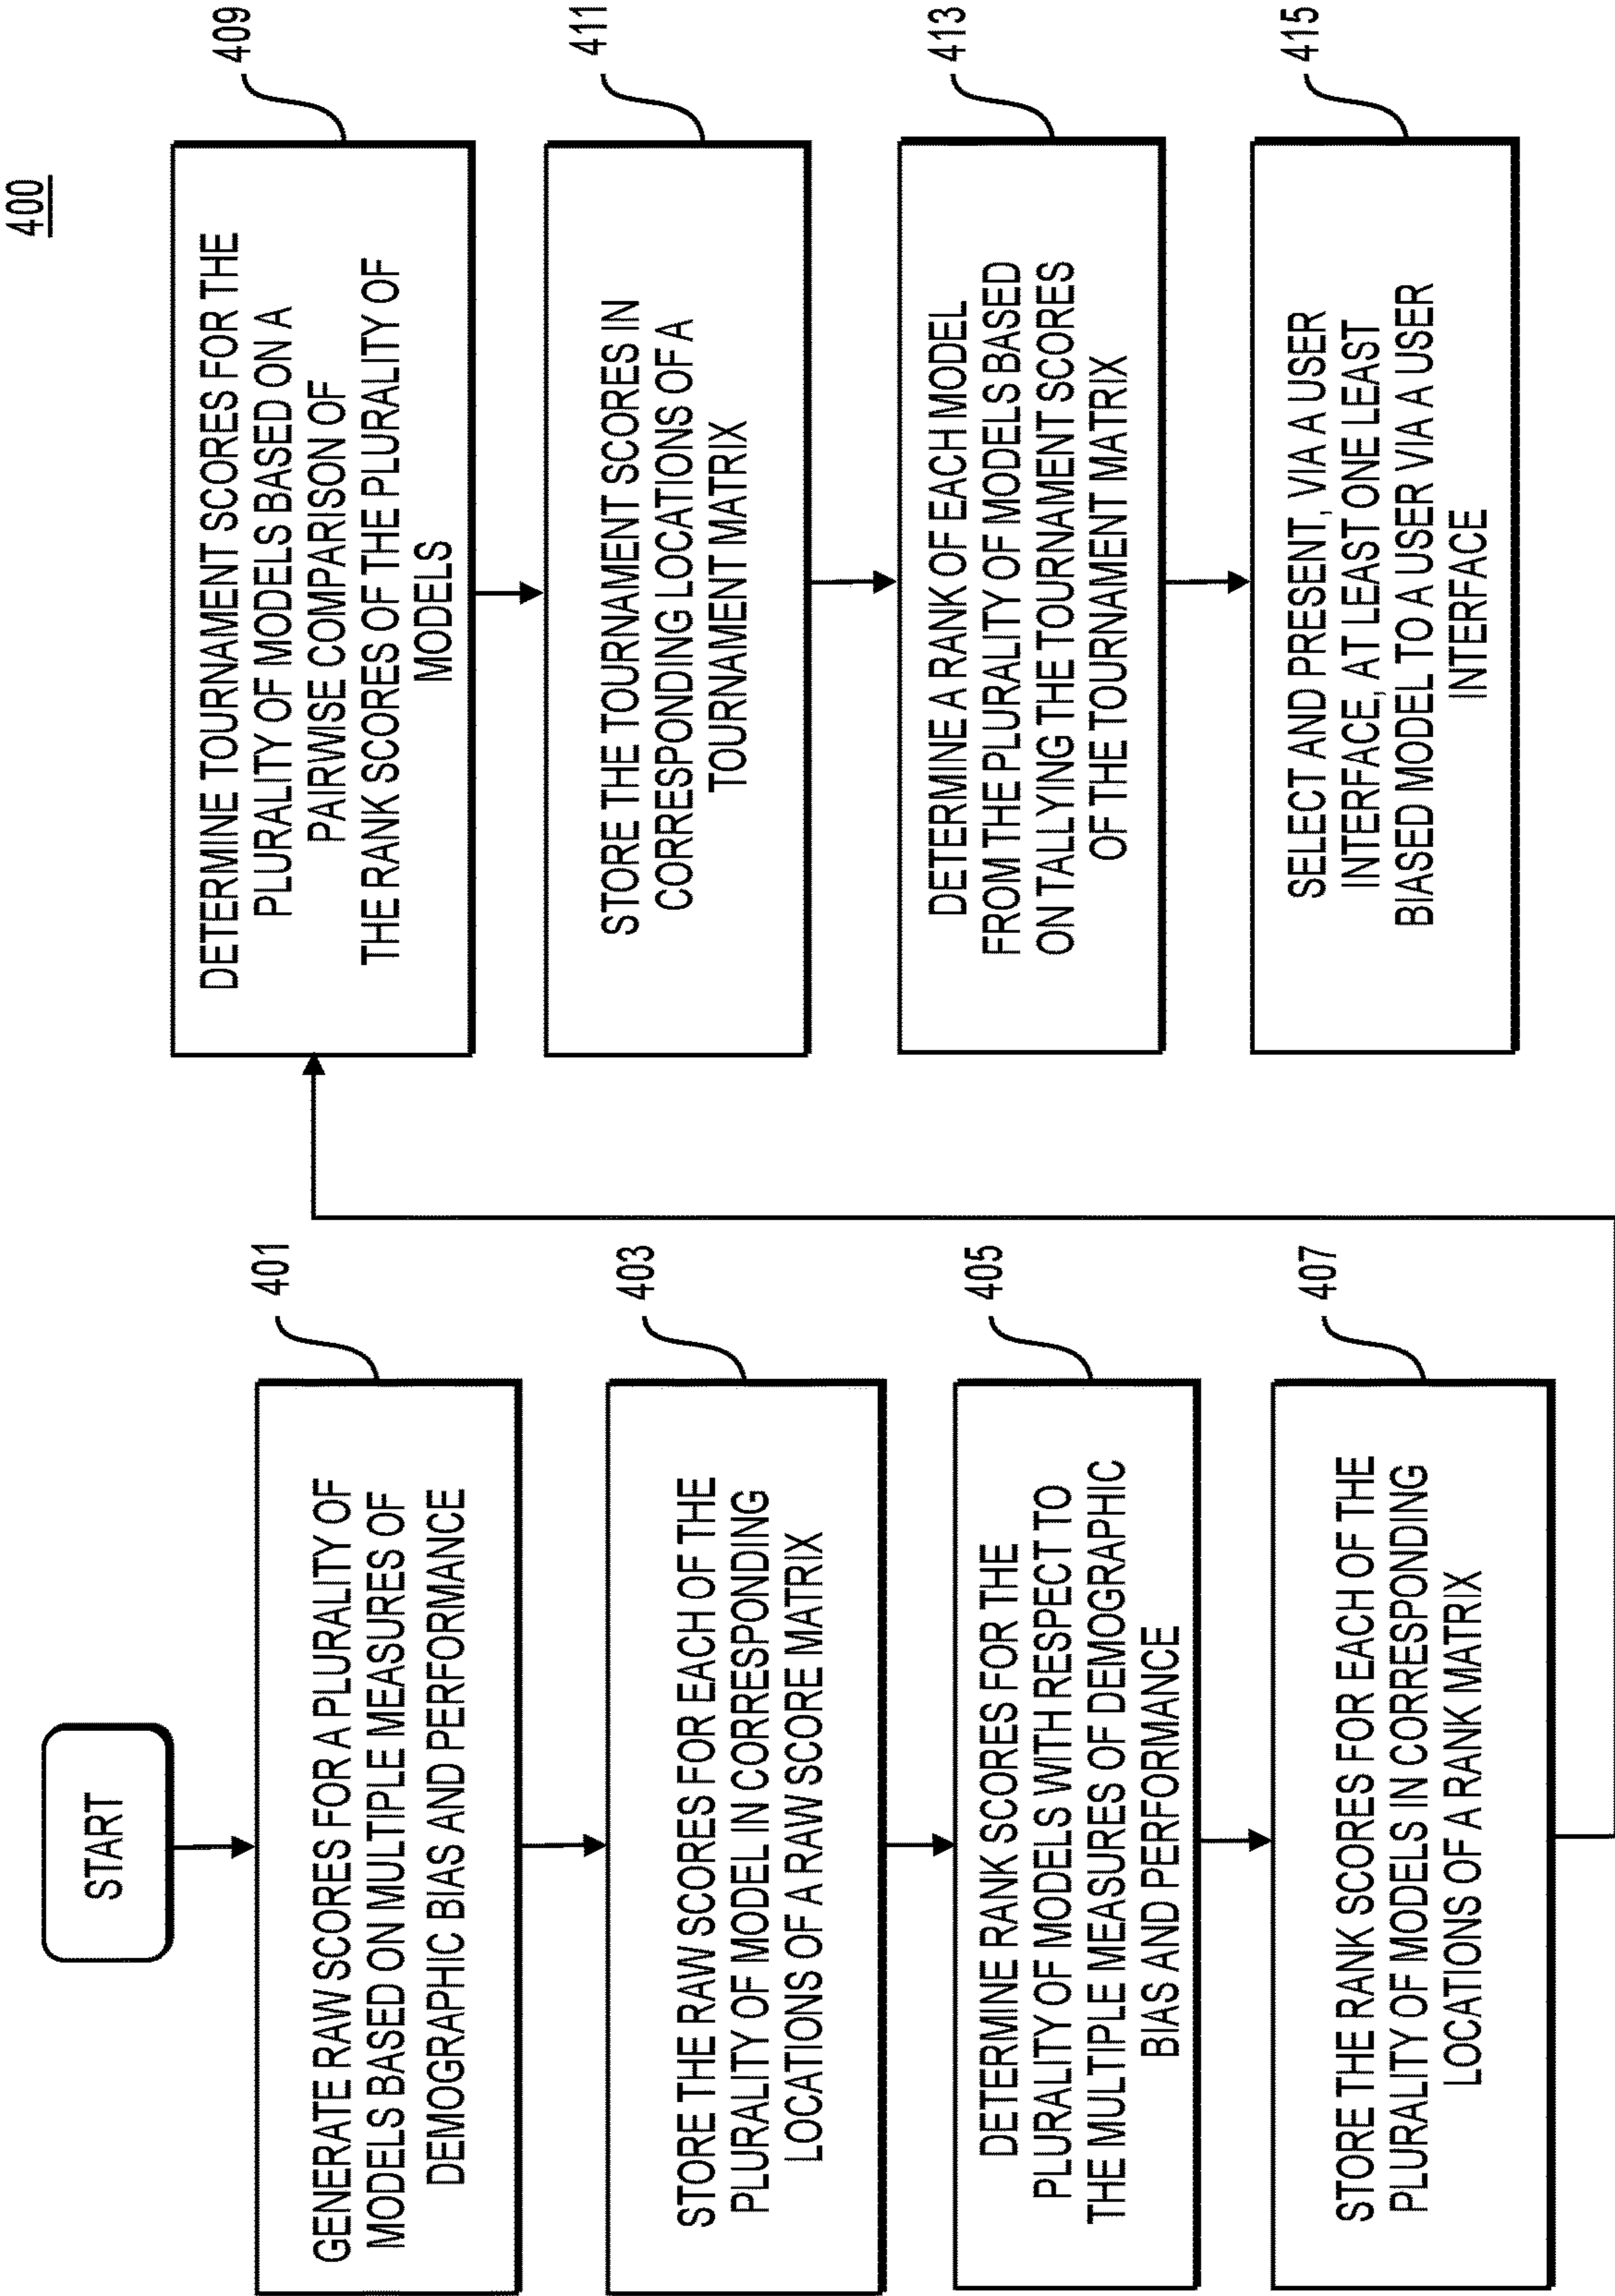 400
START
GENERATE RAW SCORES FOR A PLURALITY OF
MODELS BASED ON MULTIPLE MEASURES OF
DEMOGRAPHIC BIAS AND PERFORMANCE
401
STORE THE RAW SCORES FOR EACH OF THE
PLURALITY OF MODEL IN CORRESPONDING
LOCATIONS OF A RAW SCORE MATRIX
403
DETERMINE RANK SCORES FOR THE
PLURALITY OF MODELS WITH RESPECT TO
THE MULTIPLE MEASURES OF DEMOGRAPHIC
BIAS AND PERFORMANCE
405
STORE THE RANK SCORES FOR EACH OF THE
PLURALITY OF MODELS IN CORRESPONDING
LOCATIONS OF A RANK MATRIX
407
DETERMINE TOURNAMENT SCORES FOR THE
PLURALITY OF MODELS BASED ON A
PAIRWISE COMPARISON OF
THE RANK SCORES OF THE PLURALITY OF
MODELS
409
STORE THE TOURNAMENT SCORES IN
CORRESPONDING LOCATIONS OF A
TOURNAMENT MATRIX
411
DETERMINE A RANK OF EACH MODEL
FROM THE PLURALITY OF MODELS BASED
ON TALLYING THE TOURNAMENT SCORES
OF THE TOURNAMENT MATRIX
413
SELECT AND PRESENT, VIA A USER
INTERFACE, AT LEAST ONE LEAST
BIASED MODEL TO A USER VIA A USER
INTERFACE
415